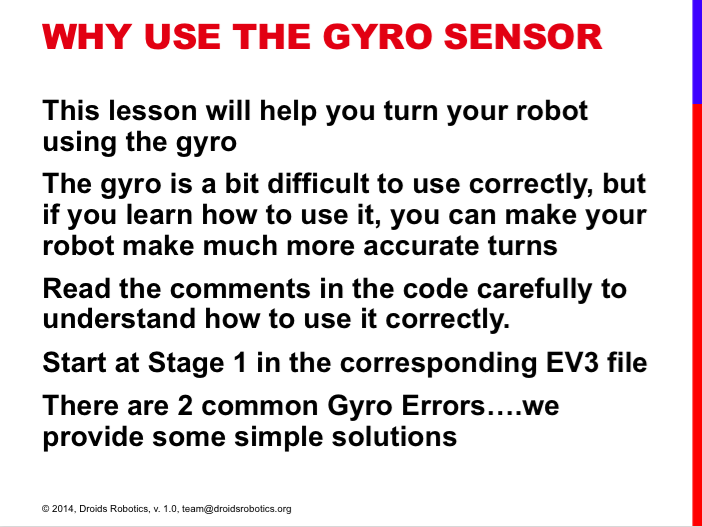 WHY USE THE GYRO SENSOR
This lesson will help you turn your robot
using the gyro
The gyro is a bit difficult to use correctly, but
if you learn how to use it, you can make your
robot make much more accurate turns
Read the comments in the code carefully to
understand how to use it correctly.
Start at Stage 1 in the corresponding EV3 file
There are 2 common Gyro Errors….we
provide some simple solutions
© 2014, Droids Robotics, v. 1.0, team@droidsrobotics.org